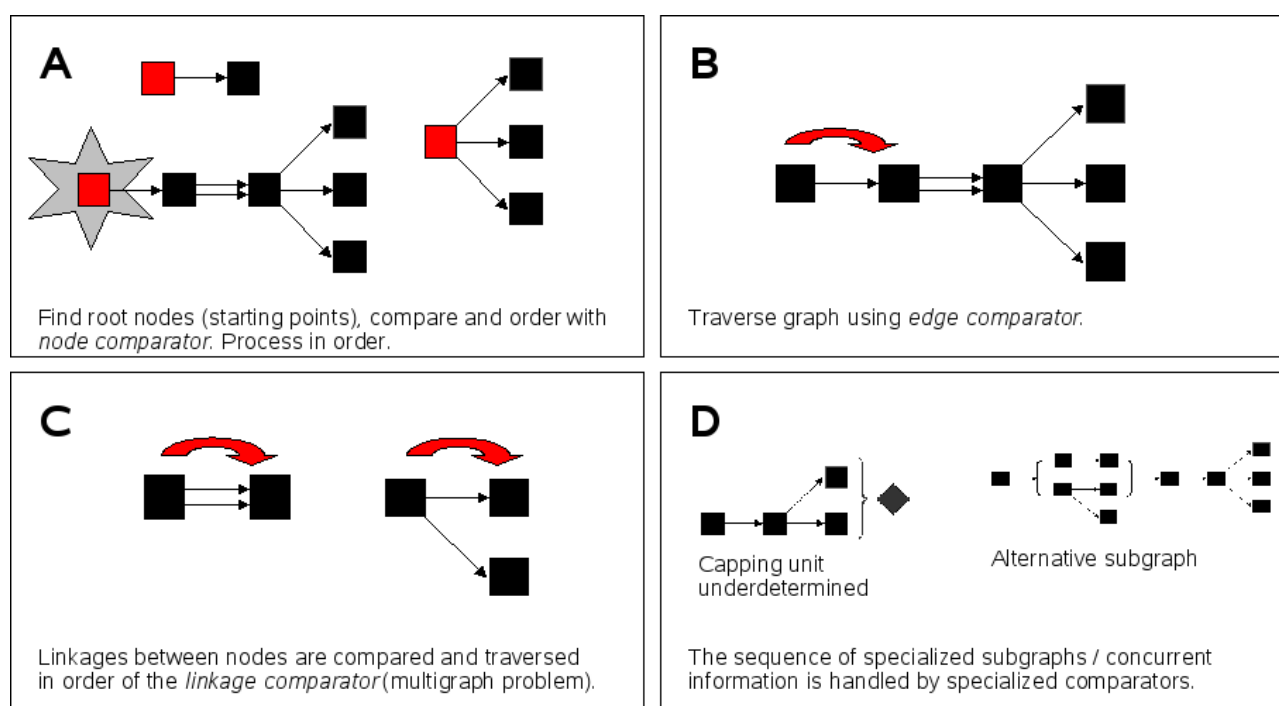 A
Find root nodes (starting points), compare and order with
node comparator. Process in order.
B
Traverse graph using edge comparator.
C
Linkages between nodes are compared and traversed
in order of the linkage comparator (multigraph problem).
D
Capping unit
underdetermined
Alternative subgraph
The sequence of specialized subgraphs / concurrent
information is handled by specialized comparators.